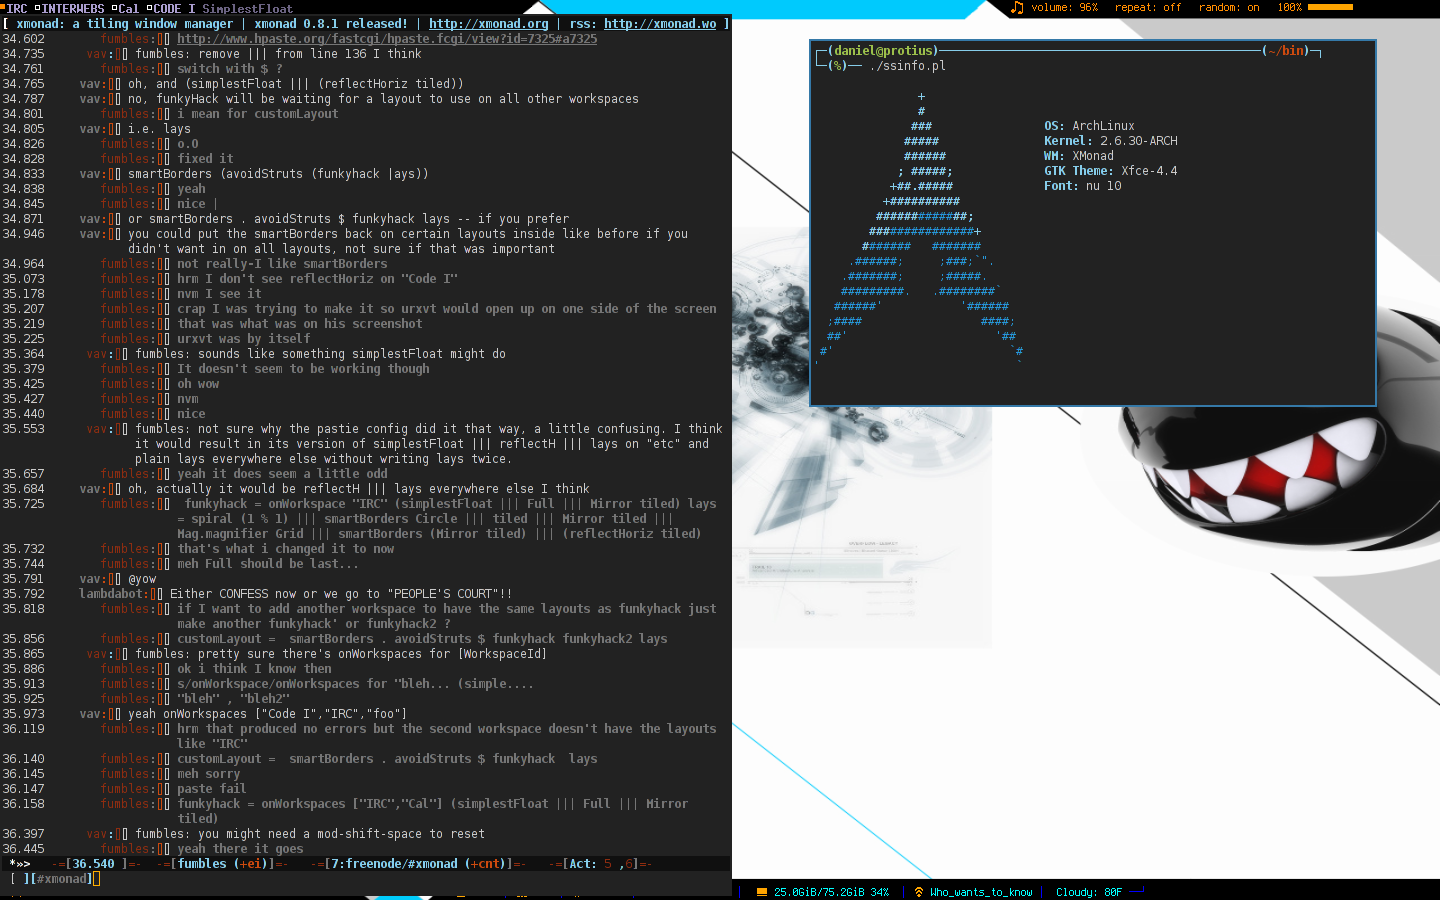 IRC INTERWEBS Cal CODE I SimplestFloat
volume: 96% repeat: off random: on 100%
[ xmonad: a tiling window manager | xmonad 0.8.1 released! | http://xmonad.org | rss: http://xmonad.wo ]
34.602 fumbles: http://www.hpaste.org/fastcgi/hpaste.fcgi/view?id=7325#a7325
34.735 vav: fumbles: remove ||| from line 136 I think
34.761 fumbles: switch with $ ?
34.765 vav: oh, and (simplestFloat ||| (reflectHoriz tiled))
34.787 vav: no, funkyHack will be waiting for a layout to use on all other workspaces
34.801 fumbles: i mean for customLayout
34.805 vav: i.e. lays
34.826 fumbles: o.O
34.828 fumbles: fixed it
34.833 vav: smartBorders (avoidStruts (funkyhack |ays))
34.838 fumbles: yeah
34.845 fumbles: nice |
34.871 vav: or smartBorders . avoidStruts $ funkyhack lays -- if you prefer
34.946 vav: you could put the smartBorders back on certain layouts inside like before if you
didn't want in on all layouts, not sure if that was important
34.964 fumbles: not really-I like smartBorders
35.073 fumbles: hrm I don't see reflectHoriz on "Code I"
35.178 fumbles: nvm I see it
35.207 fumbles: crap I was trying to make it so urxvt would open up on one side of the screen
35.219 fumbles: that was what was on his screenshot
35.225 fumbles: urxvt was by itself
35.364 vav: fumbles: sounds like something simplestFloat might do
35.379 fumbles: It doesn't seem to be working though
35.425 fumbles: oh wow
35.427 fumbles: nvm
35.440 fumbles: nice
35.553 vav: fumbles: not sure why the pastie config did it that way, a little confusing. I think
it would result in its version of simplestFloat ||| reflectH ||| lays on "etc" and
plain lays everywhere else without writing lays twice.
35.657 fumbles: yeah it does seem a little odd
35.684 vav: oh, actually it would be reflectH ||| lays everywhere else I think
35.725 fumbles: funkyhack = onWorkspace "IRC" (simplestFloat ||| Full ||| Mirror tiled) lays
= spiral (1 % 1) ||| smartBorders Circle ||| tiled ||| Mirror tiled |||
Mag.magnifier Grid ||| smartBorders (Mirror tiled) ||| (reflectHoriz tiled)
35.732 fumbles: that's what i changed it to now
35.744 fumbles: meh Full should be last...
35.791 vav: @yow
35.792 lambdabot: Either CONFESS now or we go to "PEOPLE'S COURT"!!
35.818 fumbles: if I want to add another workspace to have the same layouts as funkyhack just
make another funkyhack' or funkyhack2 ?
35.856 fumbles: customLayout = smartBorders . avoidStruts $ funkyhack funkyhack2 lays
35.865 vav: fumbles: pretty sure there's onWorkspaces for [WorkspaceId]
35.886 fumbles: ok i think I know then
35.913 fumbles: s/onWorkspace/onWorkspaces for "bleh... (simple....
35.925 fumbles: "bleh" , "bleh2"
35.973 vav: yeah onWorkspaces ["Code I","IRC","foo"]
36.119 fumbles: hrm that produced no errors but the second workspace doesn't have the layouts
like "IRC"
36.140 fumbles: customLayout = smartBorders . avoidStruts $ funkyhack lays
36.145 fumbles: meh sorry
36.147 fumbles: paste fail
36.158 fumbles: funkyhack = onWorkspaces ["IRC","Cal"] (simplestFloat ||| Full ||| Mirror
tiled)
36.397 vav: fumbles: you might need a mod-shift-space to reset
36.445 fumbles: yeah there it goes
*»> -=[36.540 ]=- -=[fumbles (+ei)]=- -=[7:freenode/#xmonad (+cnt)]=- -=[Act: 5 ,6]=-
[ ][#xmonad]
(daniel@protius) (~/bin)
(%) ./ssinfo.pl
OS: ArchLinux
Kernel: 2.6.30-ARCH
WM: XMonad
GTK Theme: Xfce-4.4
Font: nu 10
25.0GiB/75.2GiB 34% Who_wants_to_know Cloudy: 80F